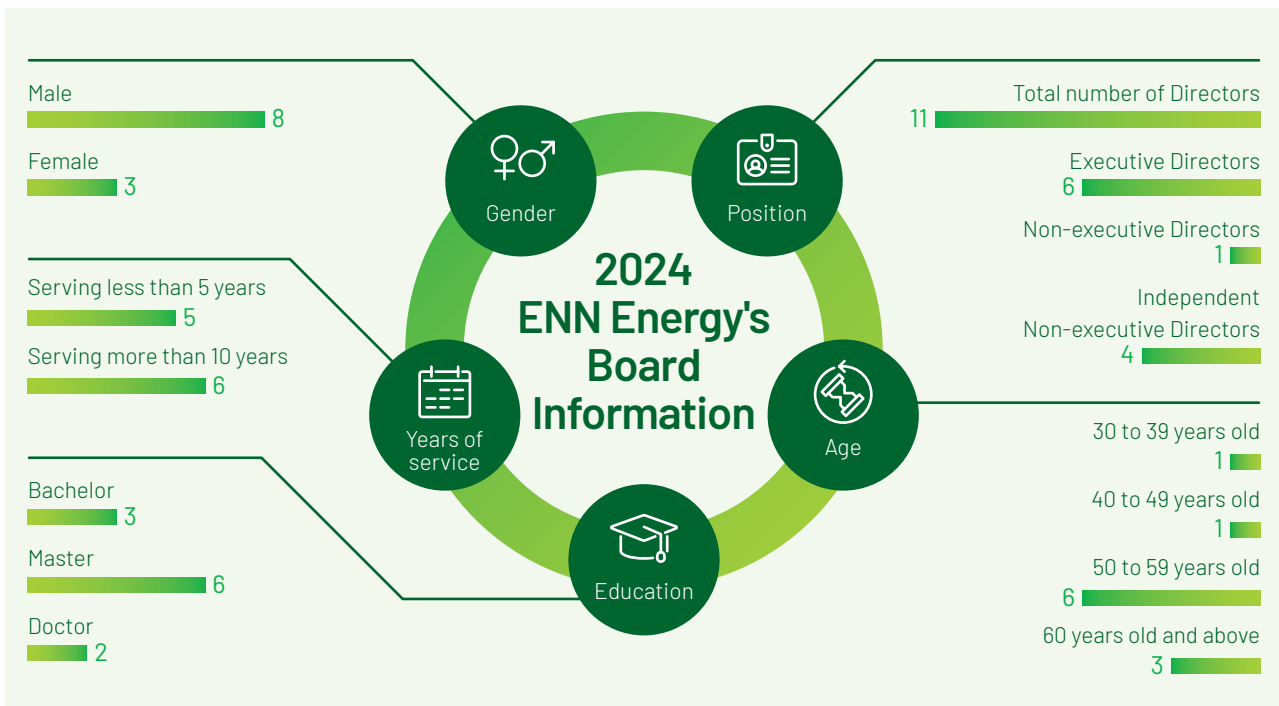 Male
8
Female
3
Serving less than 5 years
5
Serving more than 10 years
6
Bachelor
3
Master
6
Doctor
2
Gender
Position
2024
ENN Energy's
Board
Information
Years of
service
Age
Education
Total number of Directors
11
Executive Directors
6
Non-executive Directors
1
Independent
Non-executive Directors
4
30 to 39 years old
1
40 to 49 years old
1
50 to 59 years old
6
60 years old and above
3